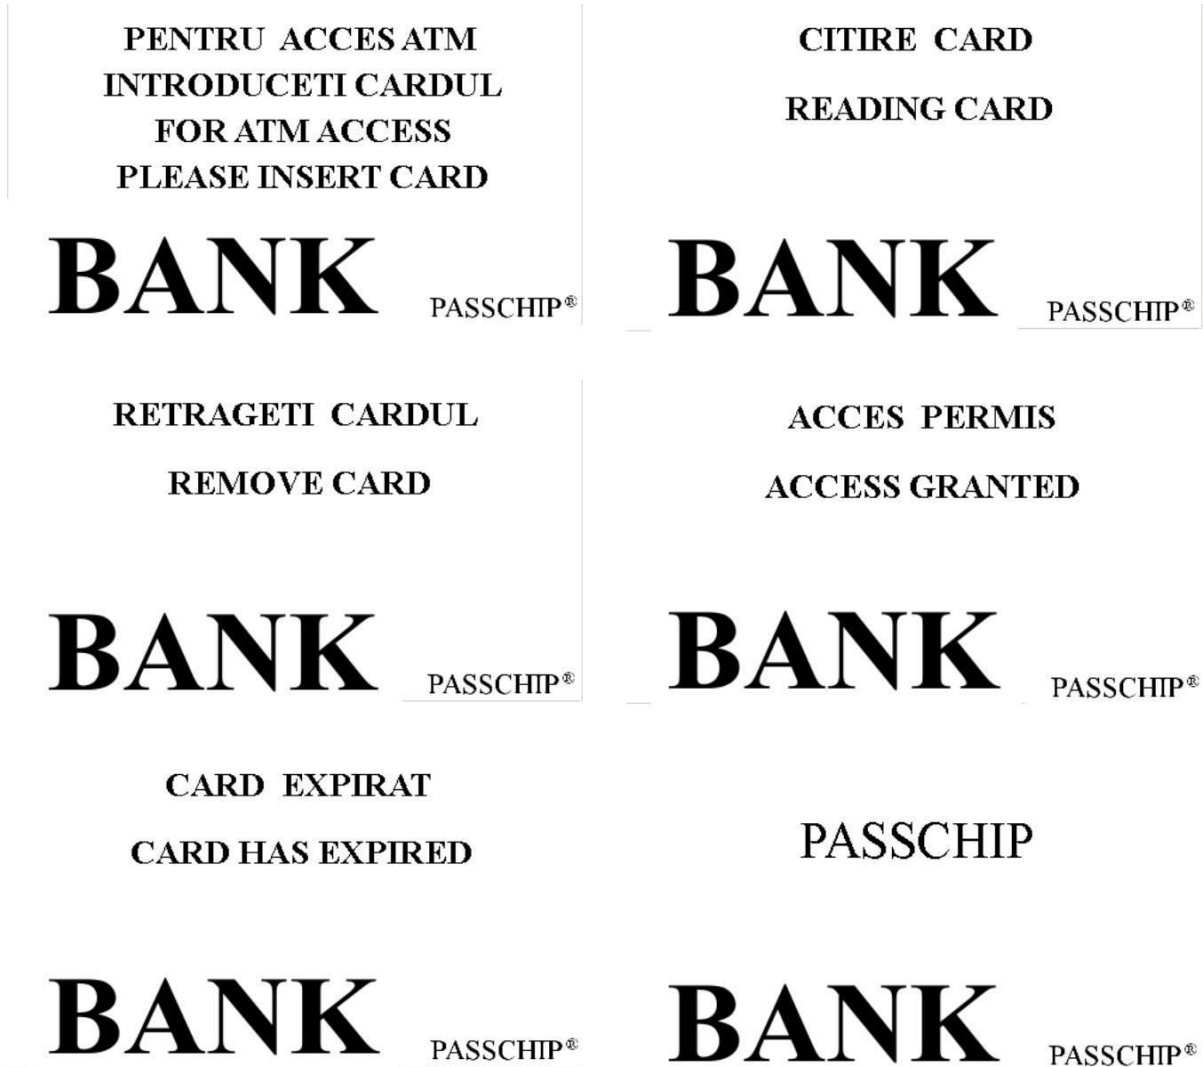 PENTRU ACCES ATM
INTRODUCETI CARDUL
FOR ATM ACCESS
PLEASE INSERT CARD
BANK PASSCHIP®
CITIRE CARD
READING CARD
BANK PASSCHIP®
RETRAGETI CARDUL
REMOVE CARD
BANK PASSCHIP®
ACCES PERMIS
ACCESS GRANTED
BANK PASSCHIP®
CARD EXPIRAT
CARD HAS EXPIRED
BANK PASSCHIP®
PASSCHIP
BANK PASSCHIP®